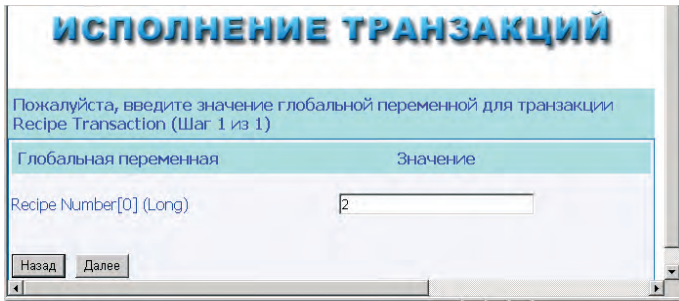 ИСПОЛНЕНИЕ ТРАНЗАКЦИЙ
Пожалуйста, введите значение глобальной переменной для транзакции
Recipe Transaction (Шаг 1 из 1)
Глобальная переменная Значение
Recipe Number[0] (Long) 2
Назад Далее